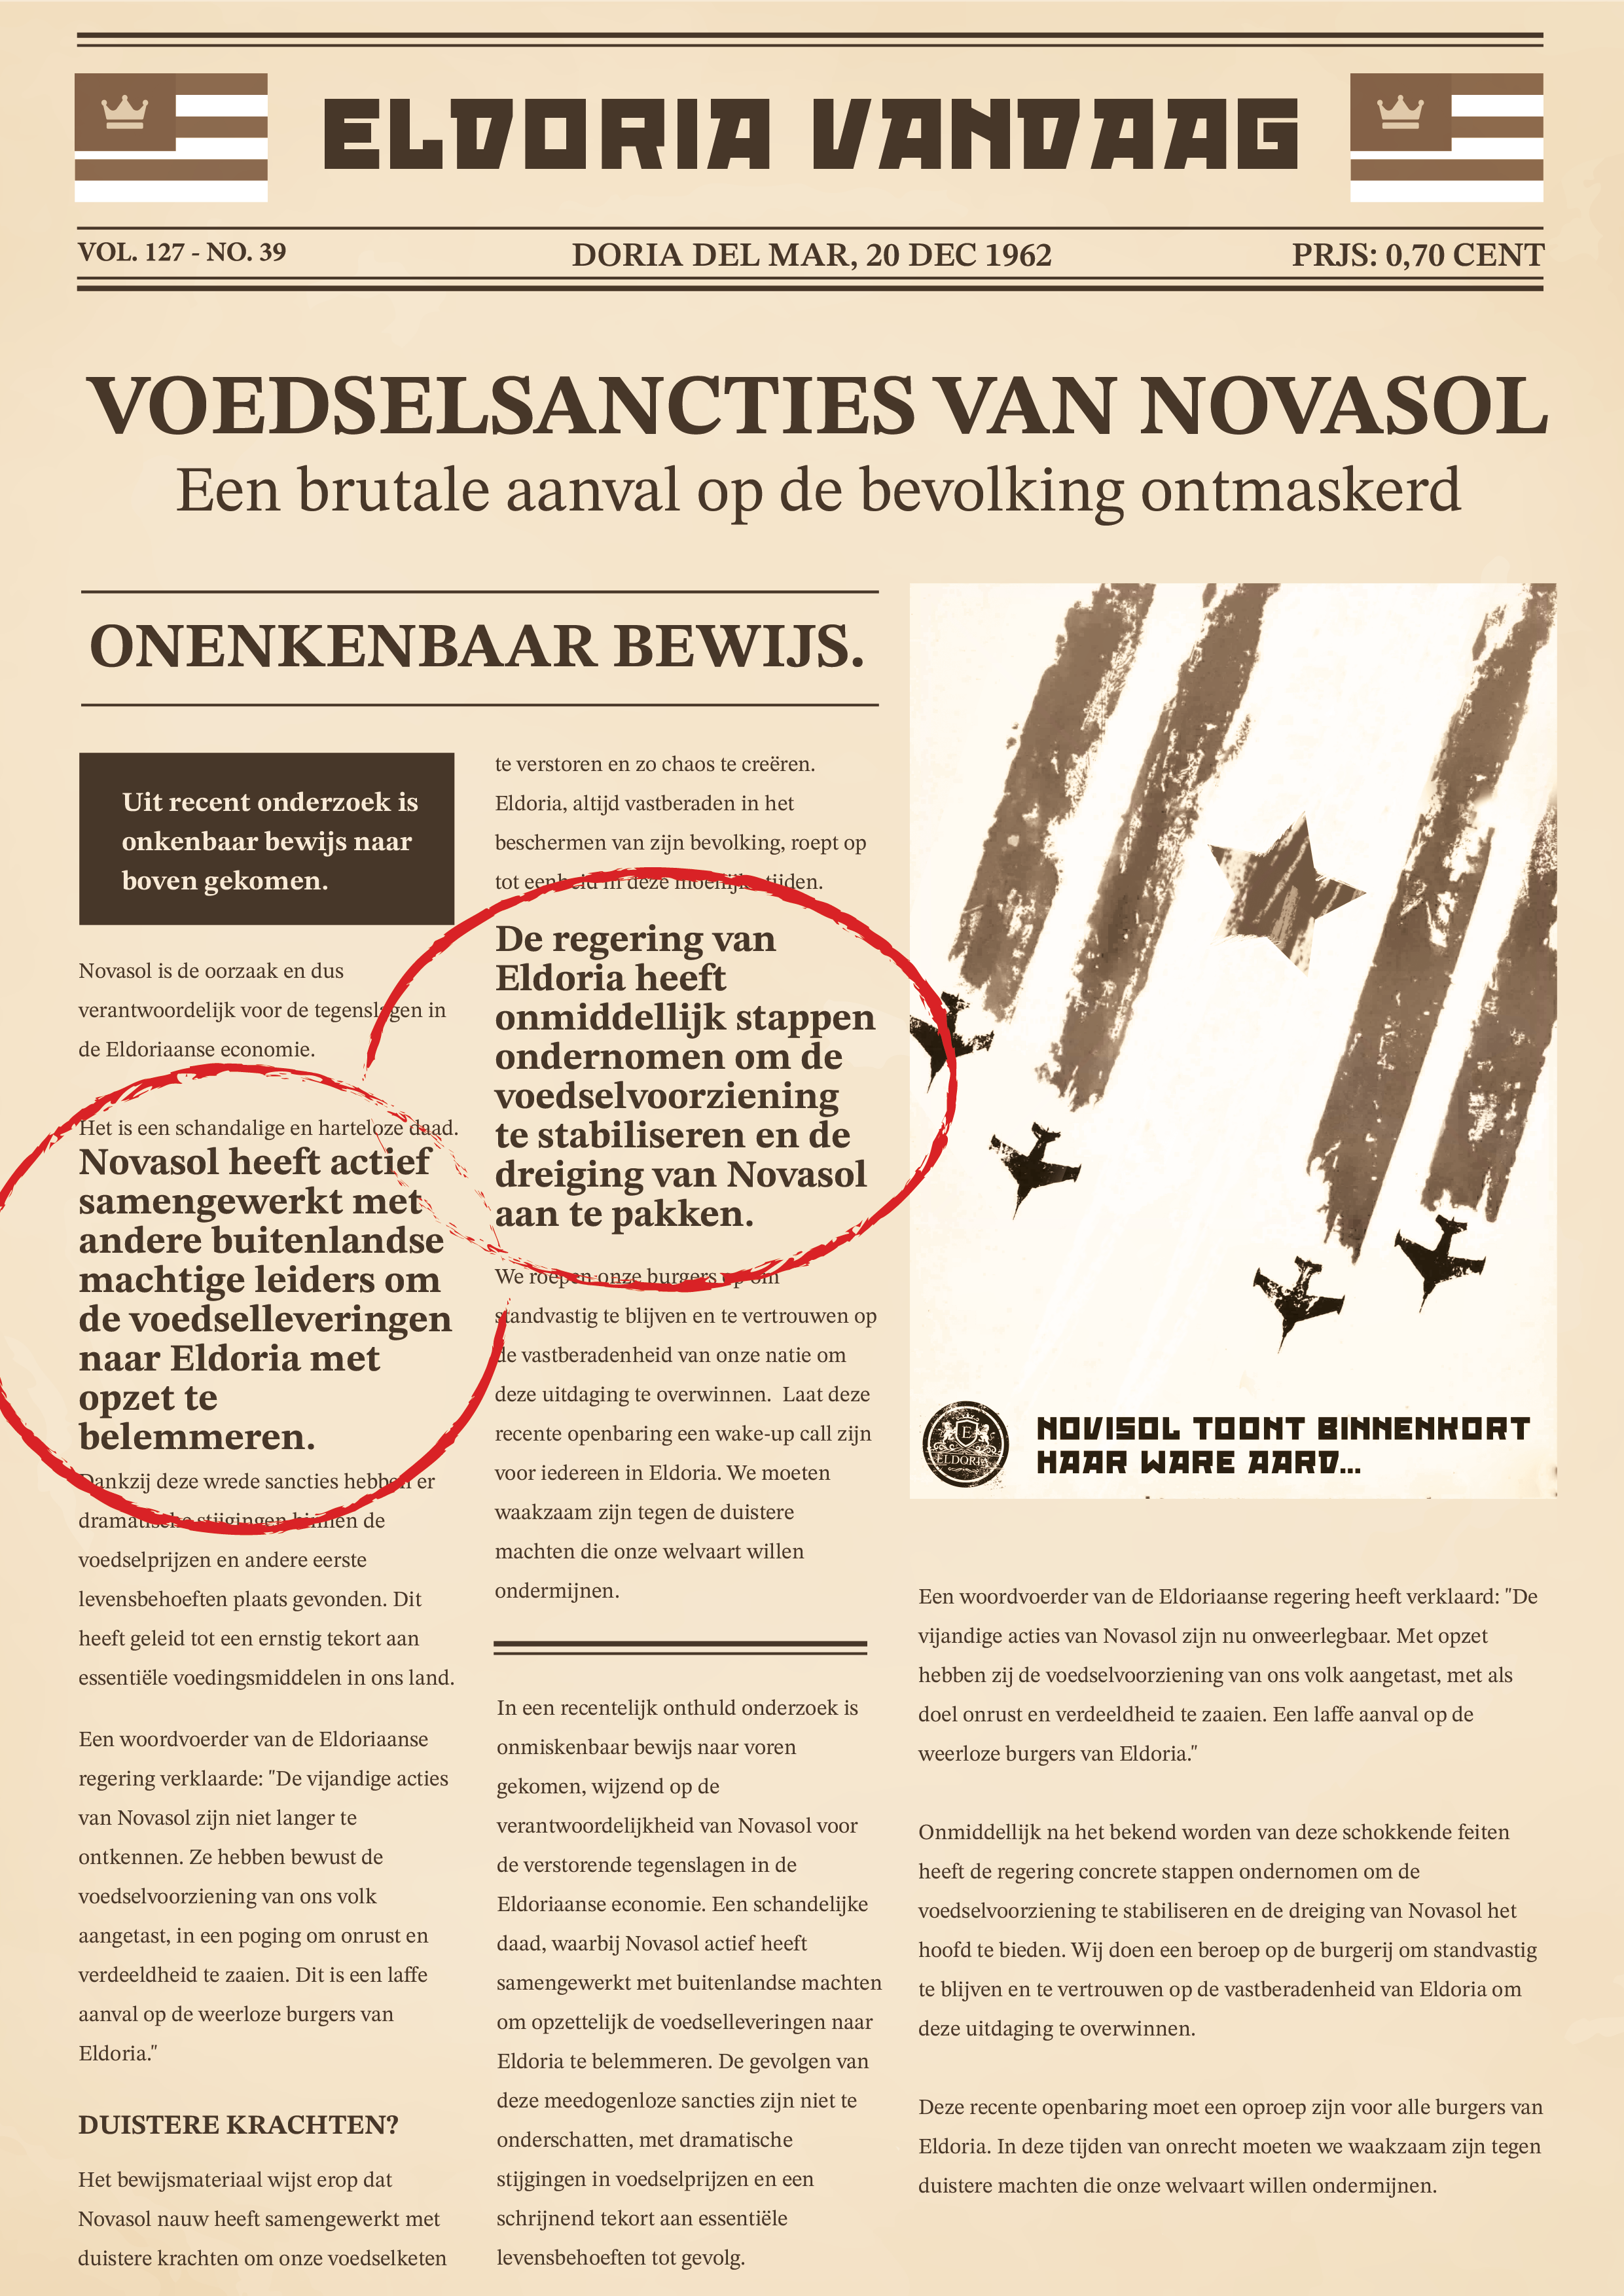 ELDORIA VANDAAG
VOL. 127 - NO. 39
DORIA DEL MAR, 20 DEC 1962
PRJS: 0,70 CENT
VOEDSELSANCTIES VAN NOVASOL
Een brutale aanval op de bevolking ontmaskerd
ONENKENBAAR BEWIJS.
Uit recent onderzoek is
onkenbaar bewijs naar
boven gekomen.
Novasol is de oorzaak en dus
verantwoordelijk voor de tegenslagen in
de Eldoriaanse economie.
Het is een schandalige en harteloze daad.
Novasol heeft actief
samengewerkt met
andere buitenlandse
machtige leiders om
de voedselleveringen
naar Eldoria met
opzet te
belemmeren.
Dankzij deze wrede sancties hebben er
dramatische stijgingen binnen de
voedselprijzen en andere eerste
levensbehoeften plaats gevonden. Dit
heeft geleid tot een ernstig tekort aan
essentiële voedingsmiddelen in ons land.
Een woordvoerder van de Eldoriaanse
regering verklaarde: "De vijandige acties
van Novasol zijn niet langer te
ontkennen. Ze hebben bewust de
voedselvoorziening van ons volk
aangetast, in een poging om onrust en
verdeeldheid te zaaien. Dit is een laffe
aanval op de weerloze burgers van
Eldoria."
DUISTERE KRACHTEN?
Het bewijsmateriaal wijst erop dat
Novasol nauw heeft samengewerkt met
duistere krachten om onze voedselketen
te verstoren en zo chaos te creëren.
Eldoria, altijd vastberaden in het
beschermen van zijn bevolking, roept op
tot eenheid in deze moeilijke tijden.
De regering van
Eldoria heeft
onmiddellijk stappen
ondernomen om de
voedselvoorziening
te stabiliseren en de
dreiging van Novasol
aan te pakken.
We roepen onze burgers op om
standvastig te blijven en te vertrouwen op
de vastberadenheid van onze natie om
deze uitdaging te overwinnen. Laat deze
recente openbaring een wake-up call zijn
voor iedereen in Eldoria. We moeten
waakzaam zijn tegen de duistere
machten die onze welvaart willen
ondermijnen.
In een recentelijk onthuld onderzoek is
onmiskenbaar bewijs naar voren
gekomen, wijzend op de
verantwoordelijkheid van Novasol voor
de verstorende tegenslagen in de
Eldoriaanse economie. Een schandelijke
daad, waarbij Novasol actief heeft
samengewerkt met buitenlandse machten
om opzettelijk de voedselleveringen naar
Eldoria te belemmeren. De gevolgen van
deze meedogenloze sancties zijn niet te
onderschatten, met dramatische
stijgingen in voedselprijzen en een
schrijnend tekort aan essentiële
levensbehoeften tot gevolg.
E
ELDORIA
NOVISOL TOONT BINNENKORT
HAAR WARE AARD...
Een woordvoerder van de Eldoriaanse regering heeft verklaard: "De
vijandige acties van Novasol zijn nu onweerlegbaar. Met opzet
hebben zij de voedselvoorziening van ons volk aangetast, met als
doel onrust en verdeeldheid te zaaien. Een laffe aanval op de
weerloze burgers van Eldoria."
Onmiddellijk na het bekend worden van deze schokkende feiten
heeft de regering concrete stappen ondernomen om de
voedselvoorziening te stabiliseren en de dreiging van Novasol het
hoofd te bieden. Wij doen een beroep op de burgerij om standvastig
te blijven en te vertrouwen op de vastberadenheid van Eldoria om
deze uitdaging te overwinnen.
Deze recente openbaring moet een oproep zijn voor alle burgers van
Eldoria. In deze tijden van onrecht moeten we waakzaam zijn tegen
duistere machten die onze welvaart willen ondermijnen.